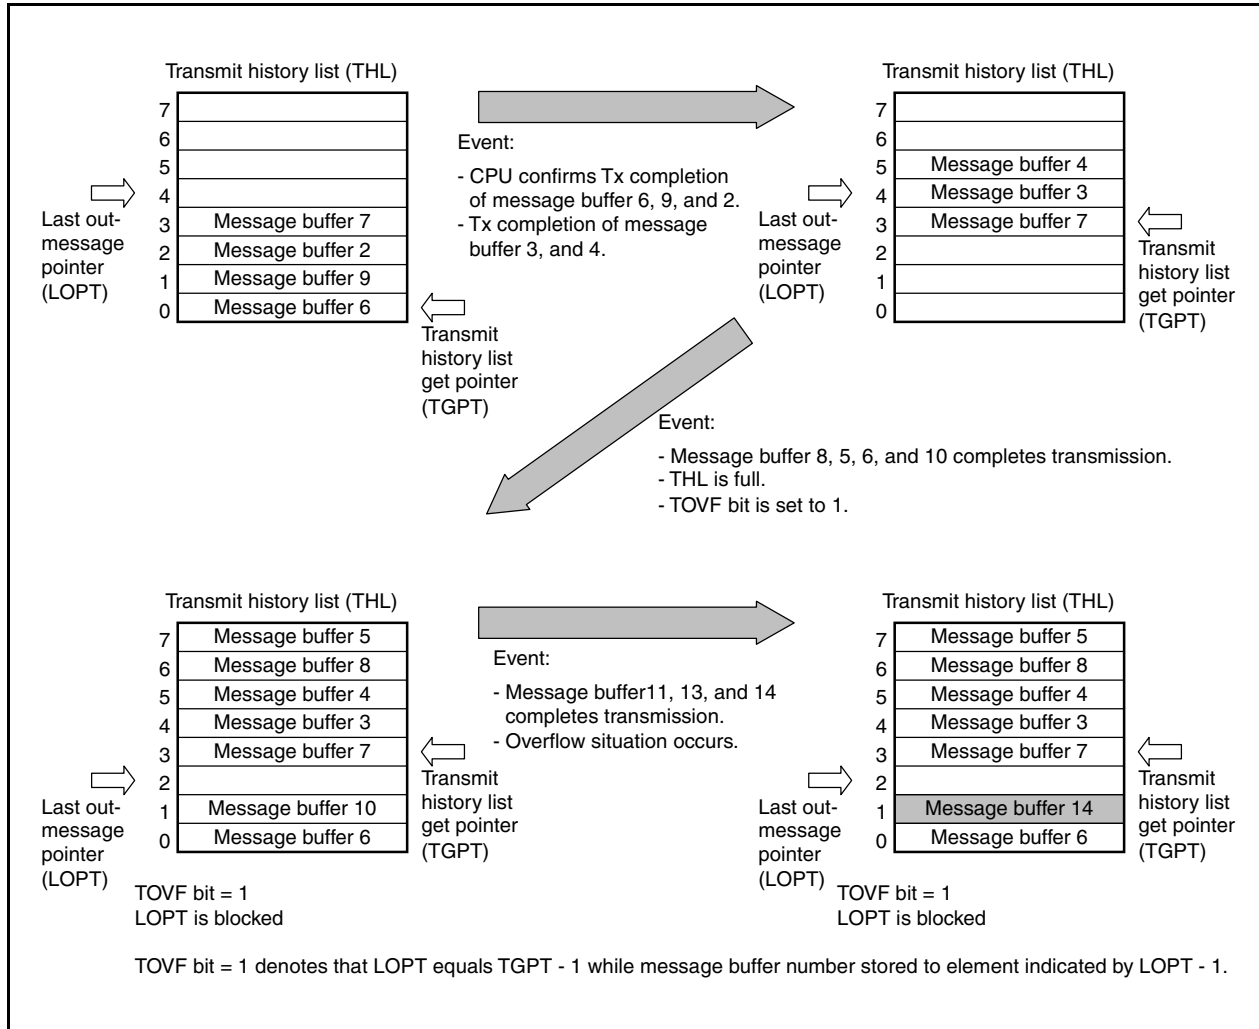 Transmit history list (THL)
7
6
5
4
3 Message buffer 7
2 Message buffer 2
1 Message buffer 9
0 Message buffer 6
Last out-
message
pointer
(LOPT)
Transmit
history list
get pointer
(TGPT)
Event:
- CPU confirms Tx completion
of message buffer 6, 9, and 2.
- Tx completion of message
buffer 3, and 4.
Transmit history list (THL)
7
6
5 Message buffer 4
4 Message buffer 3
3 Message buffer 7
2
1
0
Last out-
message
pointer
(LOPT)
Transmit
history list
get pointer
(TGPT)
Event:
- Message buffer 8, 5, 6, and 10 completes transmission.
- THL is full.
- TOVF bit is set to 1.
Transmit history list (THL)
7 Message buffer 5
6 Message buffer 8
5 Message buffer 4
4 Message buffer 3
3 Message buffer 7
2
1 Message buffer 10
0 Message buffer 6
Last out-
message
pointer
(LOPT)
Transmit
history list
get pointer
(TGPT)
TOVF bit = 1
LOPT is blocked
Event:
- Message buffer11, 13, and 14
completes transmission.
- Overflow situation occurs.
Transmit history list (THL)
7 Message buffer 5
6 Message buffer 8
5 Message buffer 4
4 Message buffer 3
3 Message buffer 7
2
1 Message buffer 14
0 Message buffer 6
Last out-
message
pointer
(LOPT)
Transmit
history list
get pointer
(TGPT)
TOVF bit = 1
LOPT is blocked
TOVF bit = 1 denotes that LOPT equals TGPT - 1 while message buffer number stored to element indicated by LOPT - 1.